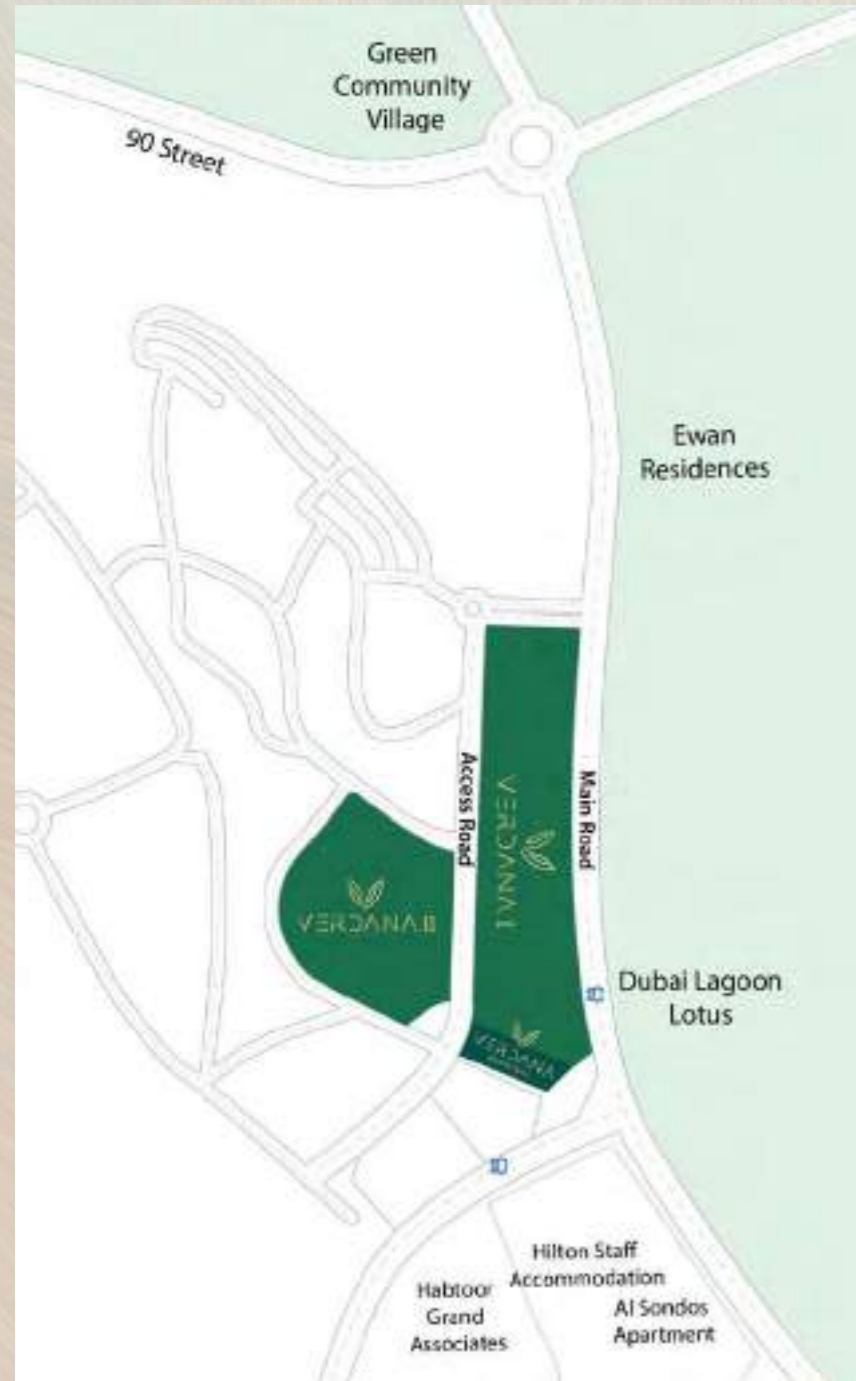 Green
Community
Village
90 Street
Ewan
Residences
Access Road
VERDANA 1
Main Road
VERDANA II
Dubai Lagoon
Lotus
VERDANA
Hilton Staff
Accommodation
Habtoor
Grand
Associates
Al Sondos
Apartment